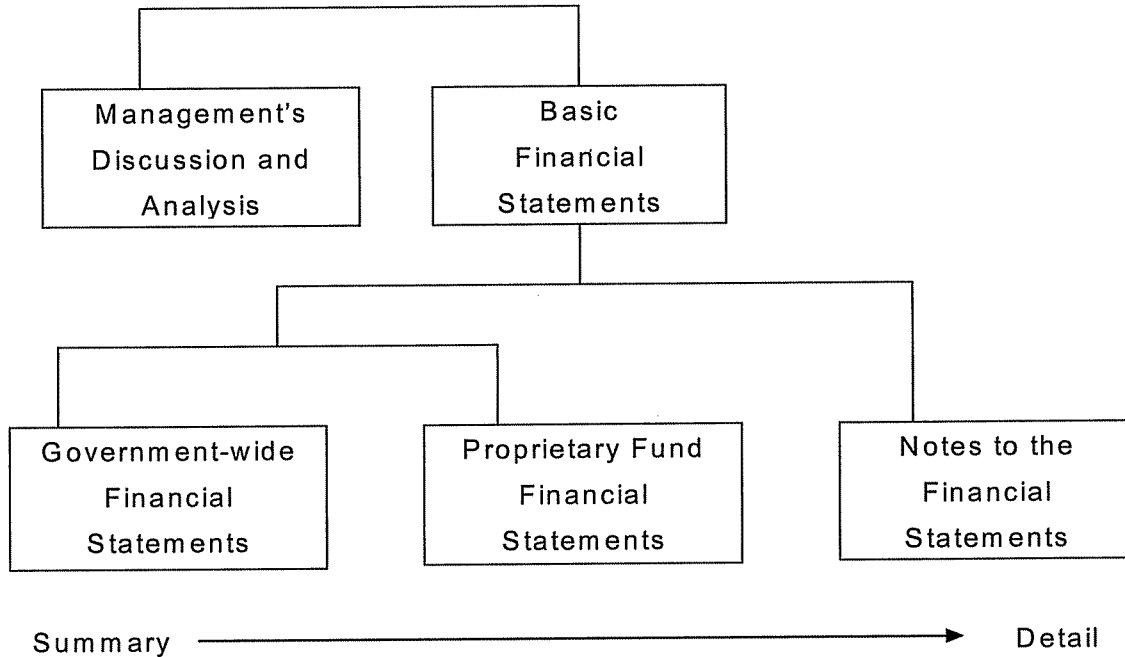 Management's
Discussion and
Analysis
Basic
Financial
Statements
Government-wide
Financial
Statements
Proprietary Fund
Financial
Statements
Notes to the
Financial
Statements
Summary
Detail